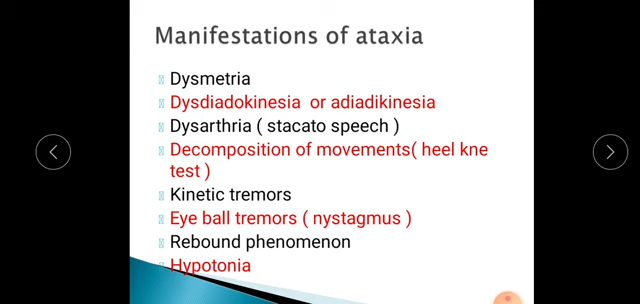 Manifestations of ataxia
Dysmetria
Dysdiadokinesia or adiadikinesia
Dysarthria ( stacato speech )
Decomposition of movements( heel kne
test )
Kinetic tremors
Eye ball tremors ( nystagmus )
Rebound phenomenon
Hypotonia